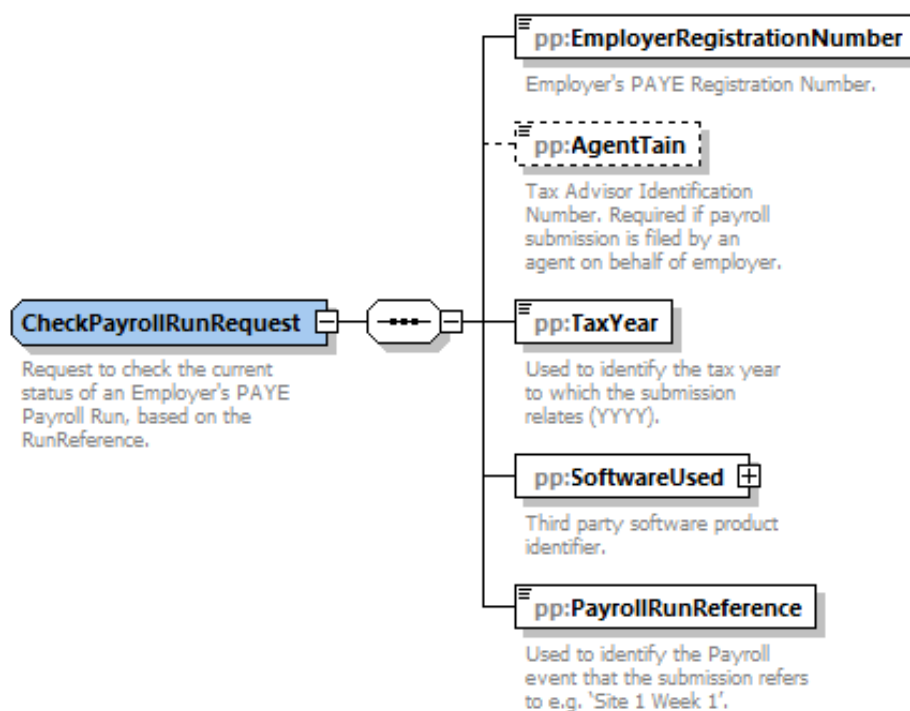 pp:EmployerRegistrationNumber
Employer's PAYE Registration Number.
pp:AgentTain
Tax Advisor Identification
Number. Required if payroll
submission is filed by an
agent on behalf of employer.
CheckPayrollRunRequest
Request to check the current
status of an Employer's PAYE
Payroll Run, based on the
RunReference.
pp:TaxYear
Used to identify the tax year
to which the submission
relates (YYYY).
pp:SoftwareUsed
Third party software product
identifier.
pp:PayrollRunReference
Used to identify the Payroll
event that the submission refers
to e.g. ‘Site 1 Week 1’.